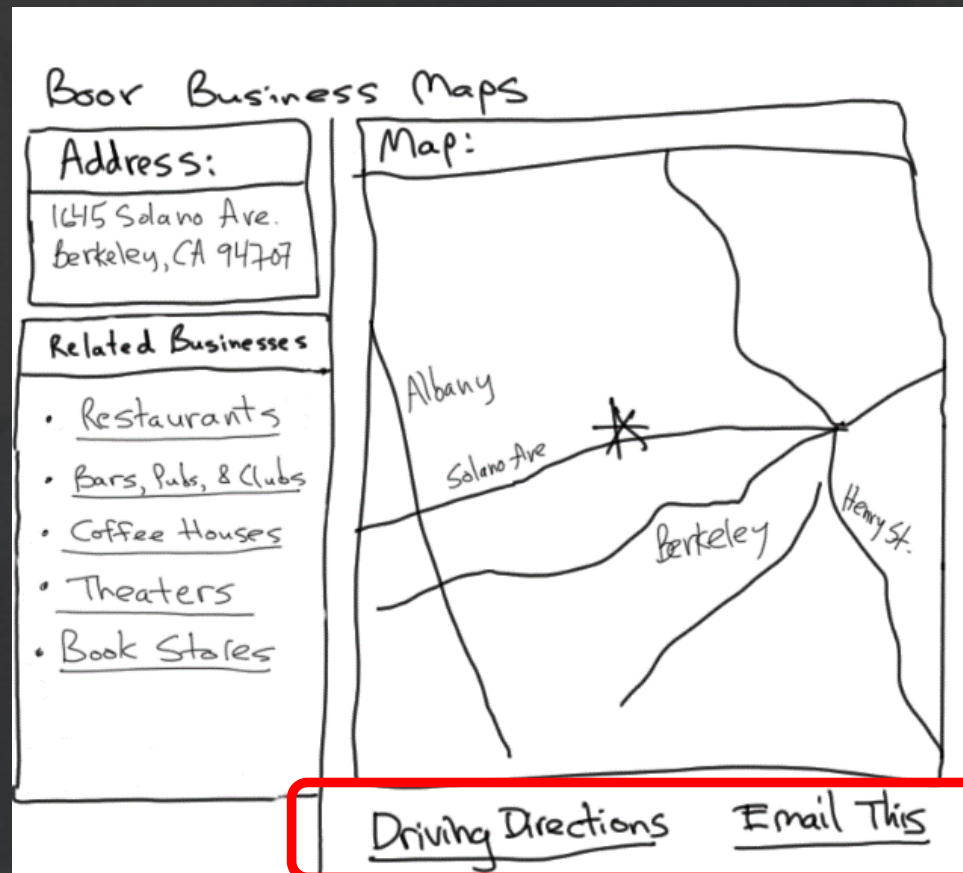 Boor Business Maps
Address:
1645 Solano Ave.
Berkeley, CA 94707
Related Businesses
• Restaurants
• Bars, Pubs, & Clubs
• Coffee Houses
• Theaters
• Book Stores
Map:
Albany
Solano Ave
Berkeley
Henry St.
Driving Directions Email This